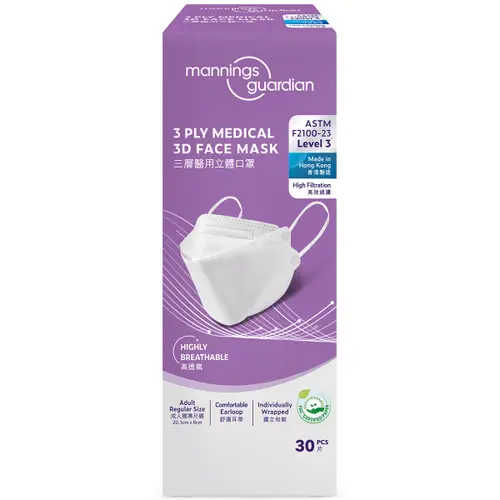 mannings
guardian
3 PLY MEDICAL
3D FACE MASK
三層醫用立體口罩
ASTM
F2100-23
Level 3
Made in
Hong Kong
香港製造
High Filtration
高效過濾
HIGHLY
BREATHABLE
高透氣
Adult
Regular Size
成人標準尺碼
20.5cm x 8cm
Comfortable
Earloop
舒適耳帶
Individually
Wrapped
獨立包裝
30 PCS
片